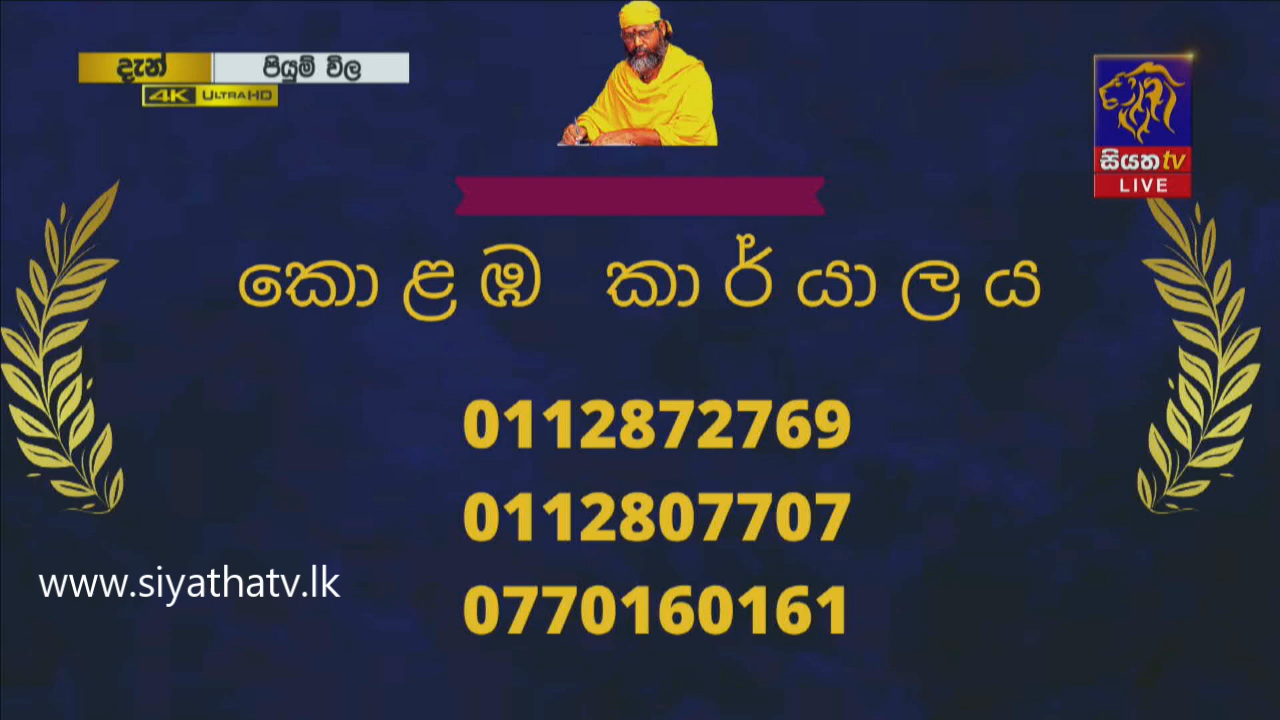 දැන් පියුම් විල
4K ULTRA HD
සියත tv
LIVE
කොළඹ කාර්යාලය
0112872769
0112807707
0770160161
www.siyathatv.lk